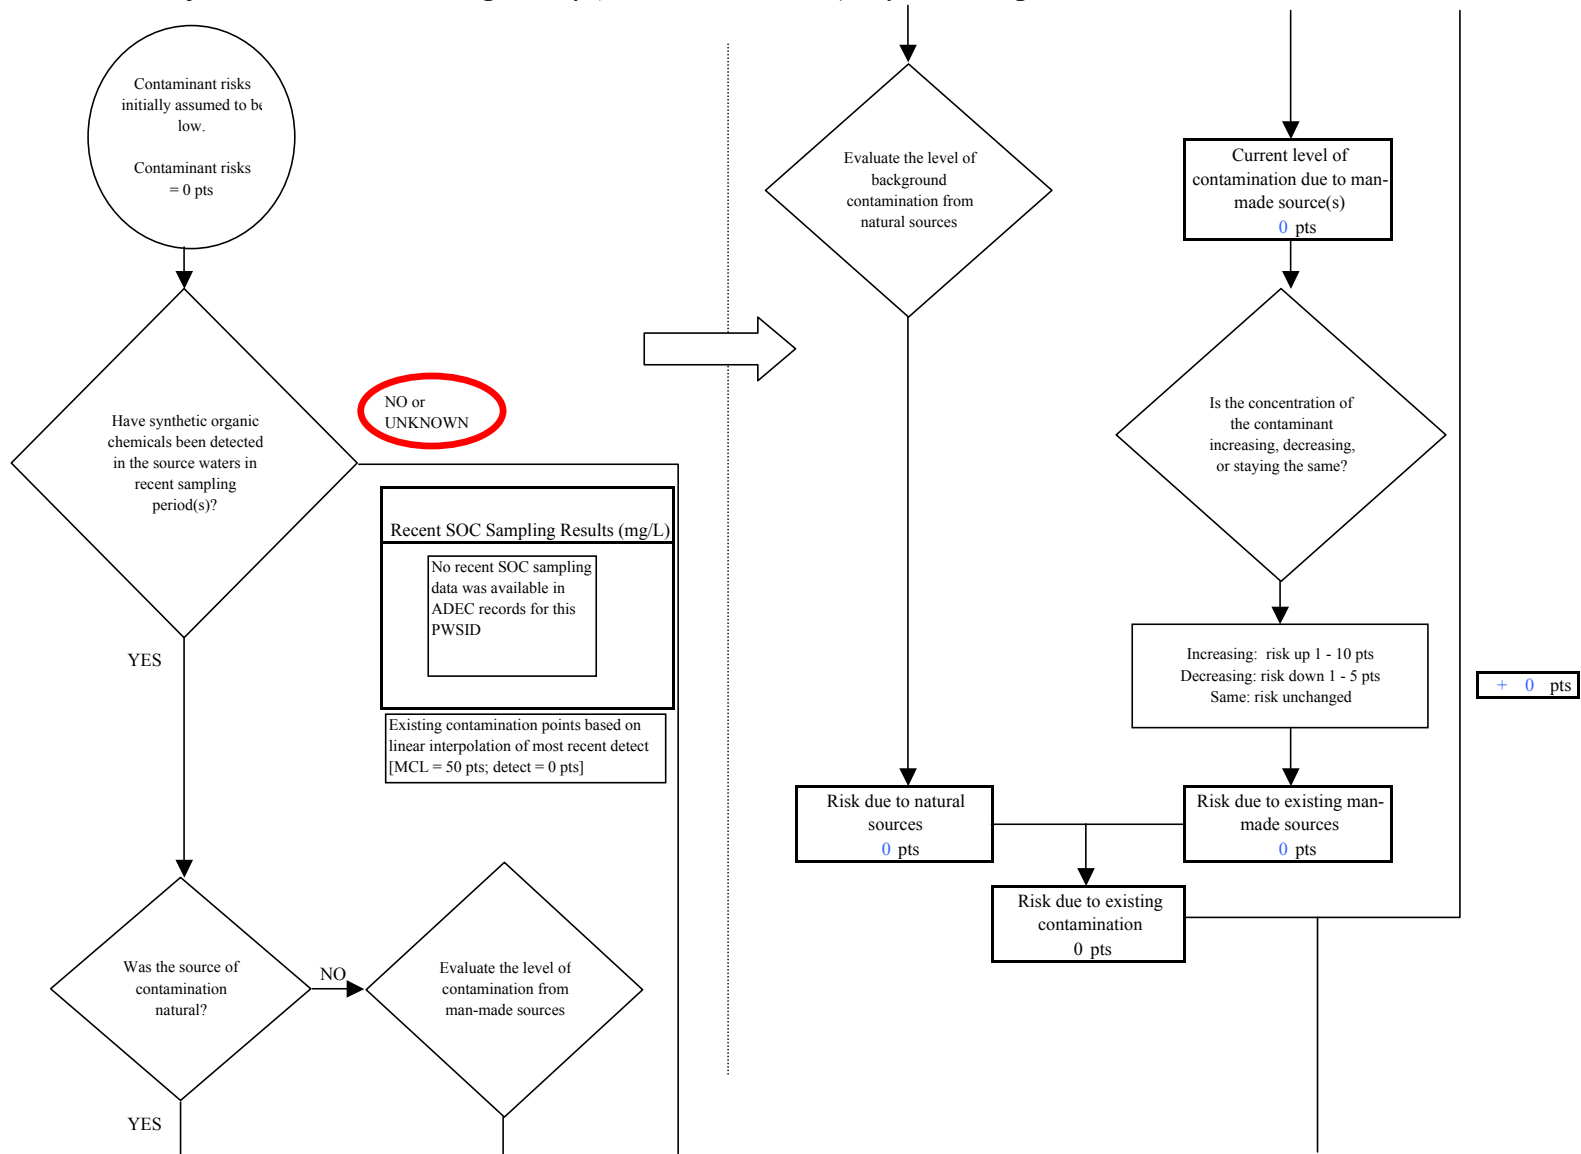 Contaminant risks
initially assumed to be
low.
Contaminant risks
= 0 pts
Have synthetic organic
chemicals been detected
in the source waters in
recent sampling
period(s)?
NO or
UNKNOWN
Recent SOC Sampling Results (mg/L)
No recent SOC sampling
data was available in
ADEC records for this
PWSID
Existing contamination points based on
linear interpolation of most recent detect
[MCL = 50 pts; detect = 0 pts]
YES
Was the source of
contamination
natural?
NO
Evaluate the level of
contamination from
man-made sources
YES
Evaluate the level of
background
contamination from
natural sources
Current level of
contamination due to man-
made source(s)
0 pts
Is the concentration of
the contaminant
increasing, decreasing,
or staying the same?
Increasing: risk up 1 - 10 pts
Decreasing: risk down 1 - 5 pts
Same: risk unchanged
+ 0 pts
Risk due to natural
sources
0 pts
Risk due to existing man-
made sources
0 pts
Risk due to existing
contamination
0 pts